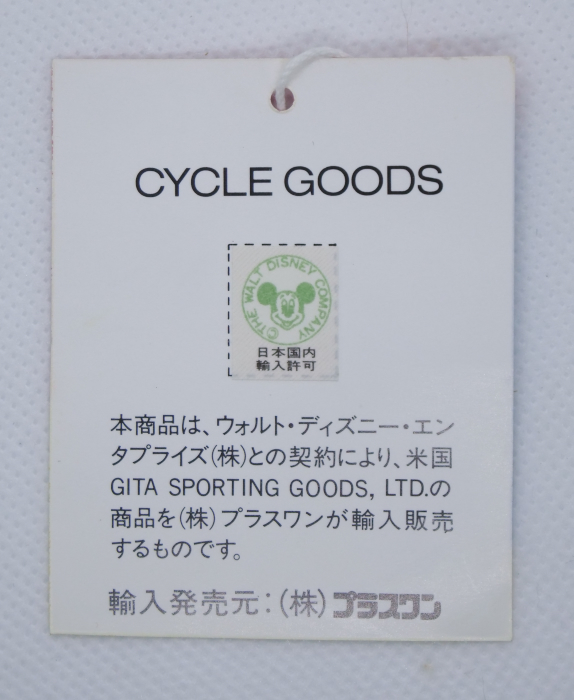 CYCLE GOODS
©THE WALT DISNEY COMPANY
日本国内
輸入許可
本商品は、ウォルト・ディズニー・エン
タプライズ(株)との契約により、米国
GITA SPORTING GOODS, LTD.の
商品を(株)プラスワンが輸入販売
するものです。
輸入発売元:(株)プラスワン